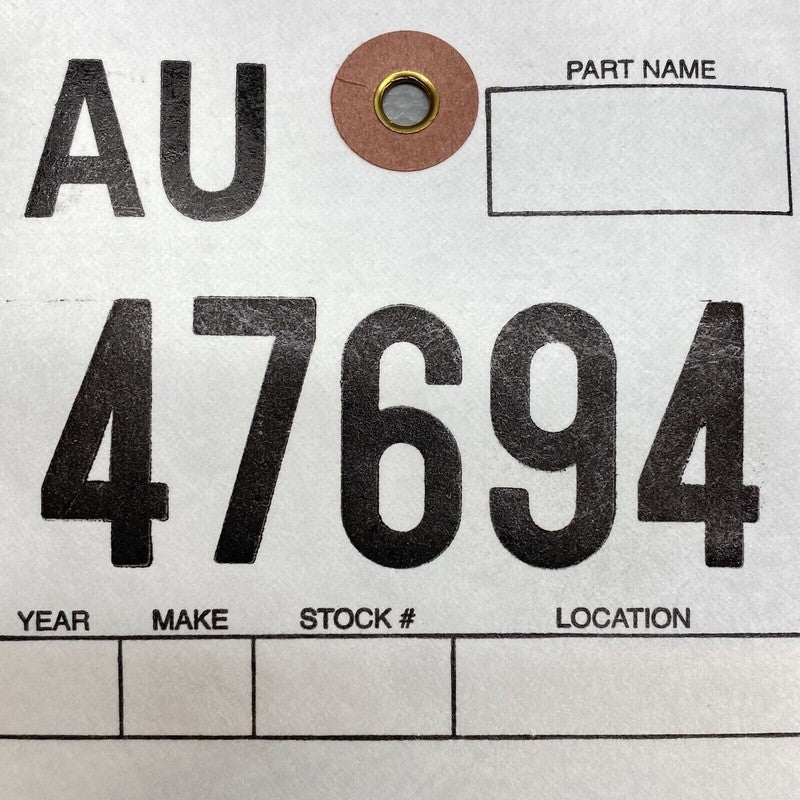 AU
PART NAME
47694
YEAR MAKE STOCK # LOCATION